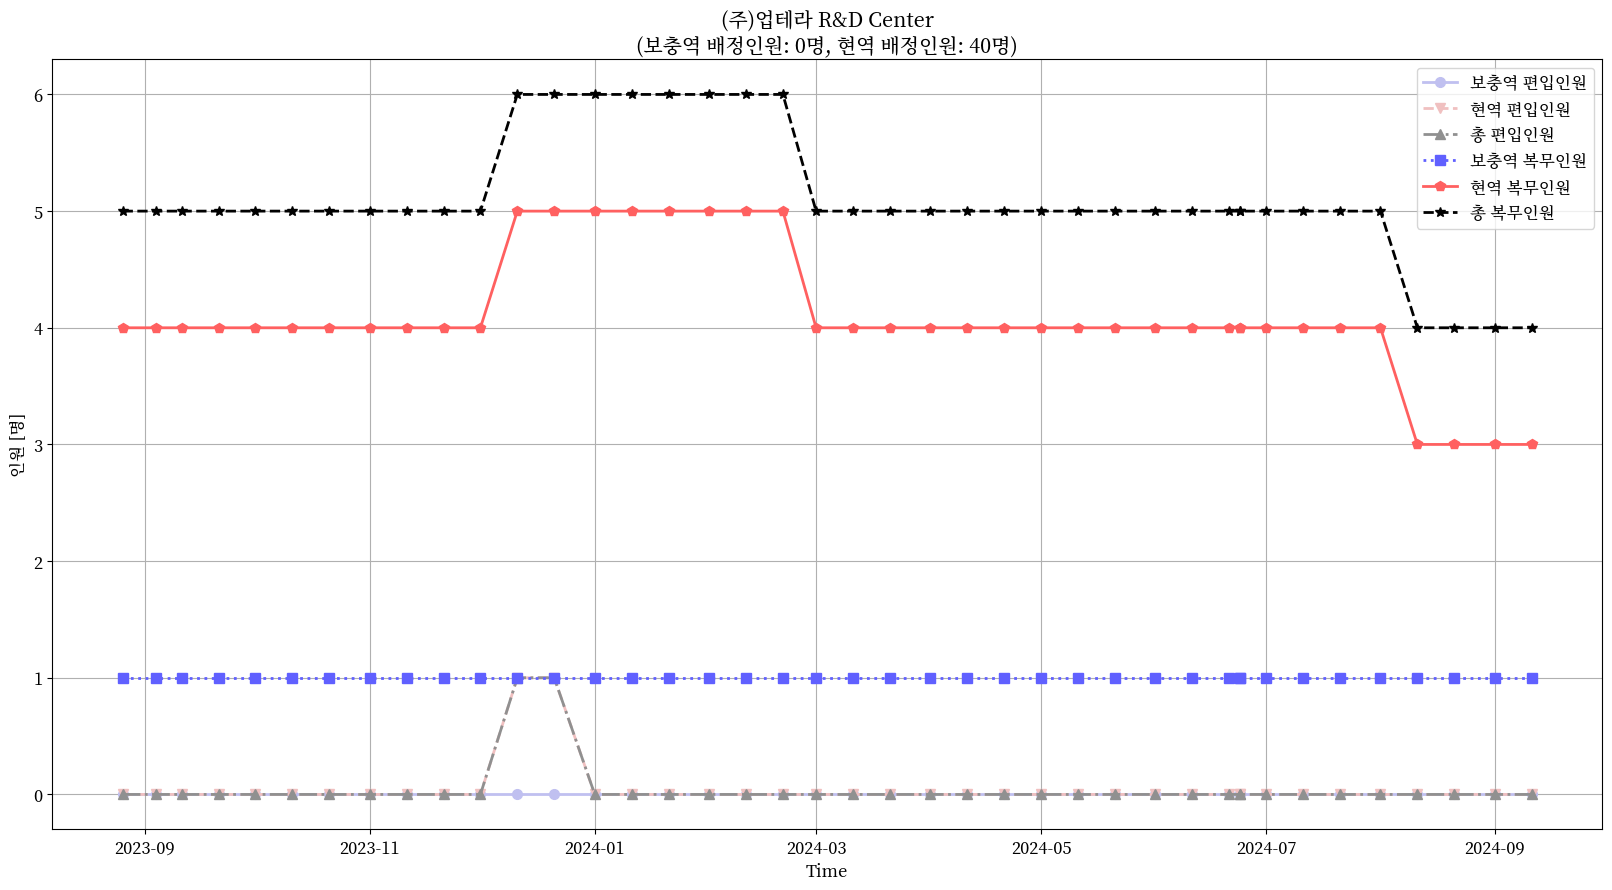 (주)업테라 R&D Center
(보충역 배정인원: 0명, 현역 배정인원: 40명)
보충역 편입인원
현역 편입인원
총 편입인원
보충역 복무인원
현역 복무인원
총 복무인원
인원 [명]
6
5
4
3
2
1
0
2023-09
2023-11
2024-01
2024-03
2024-05
2024-07
2024-09
Time